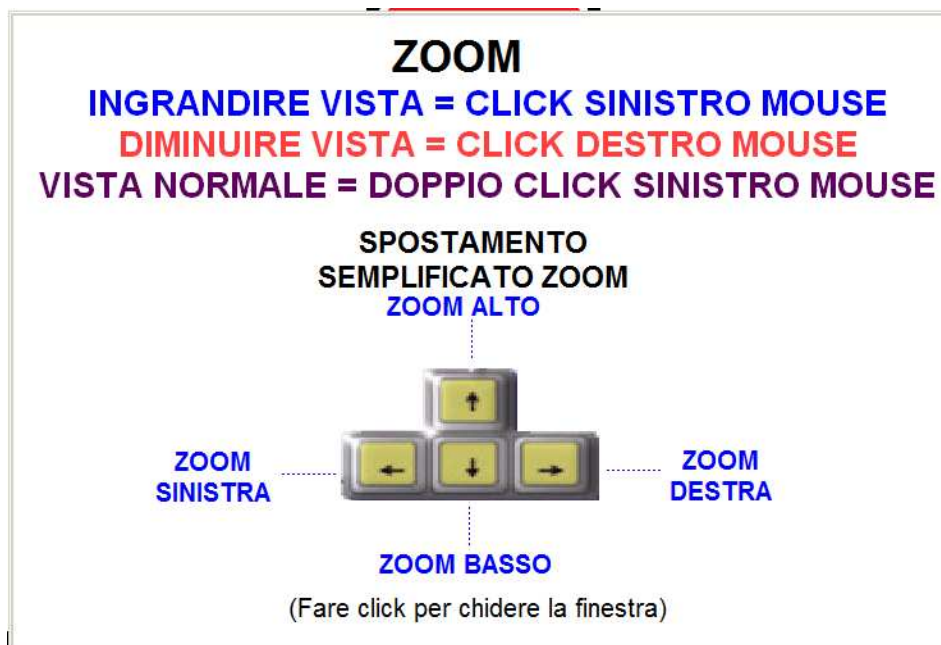 ZOOM
INGRANDIRE VISTA = CLICK SINISTRO MOUSE
DIMINUIRE VISTA = CLICK DESTRO MOUSE
VISTA NORMALE = DOPPIO CLICK SINISTRO MOUSE
SPOSTAMENTO
SEMPLIFICATO ZOOM
ZOOM ALTO
ZOOM
SINISTRA
ZOOM
DESTRA
ZOOM BASSO
(Fare click per chidere la finestra)